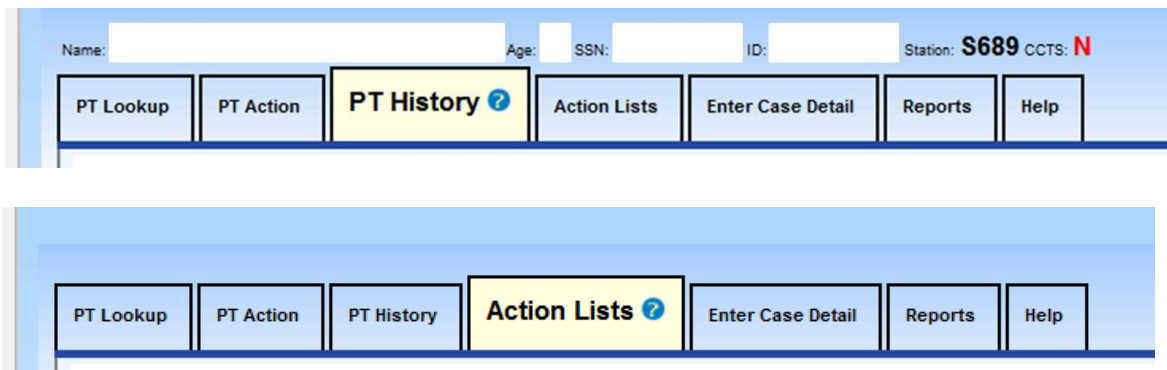 Name: Age: SSN: ID: Station: S689 CCTS: N
PT Lookup PT Action PT History ? Action Lists Enter Case Detail Reports Help
PT Lookup PT Action PT History Action Lists ? Enter Case Detail Reports Help